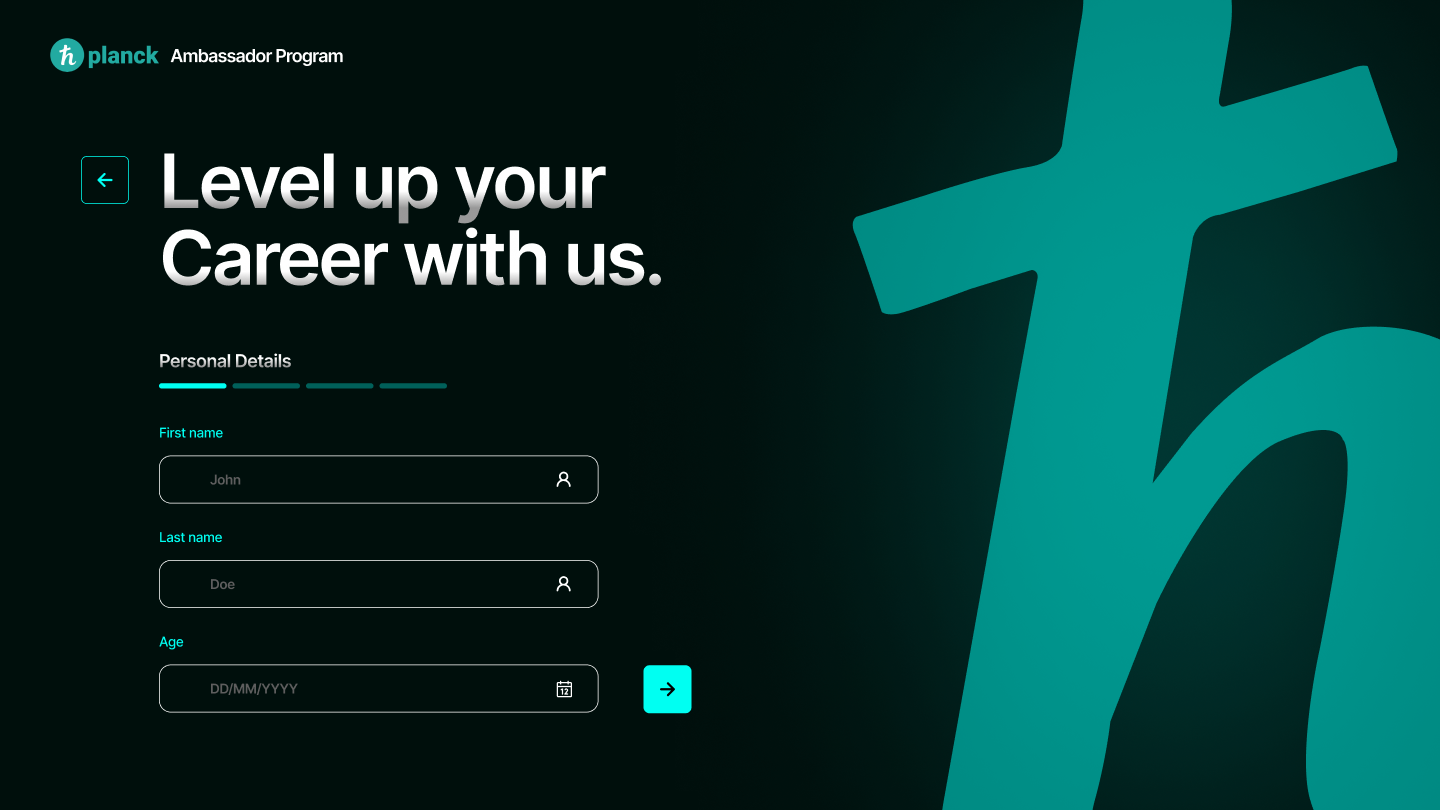 ħ planck Ambassador Program
Level up your
Career with us.
Personal Details
First name
John
Last name
Doe
Age
DD/MM/YYYY
12
ħ